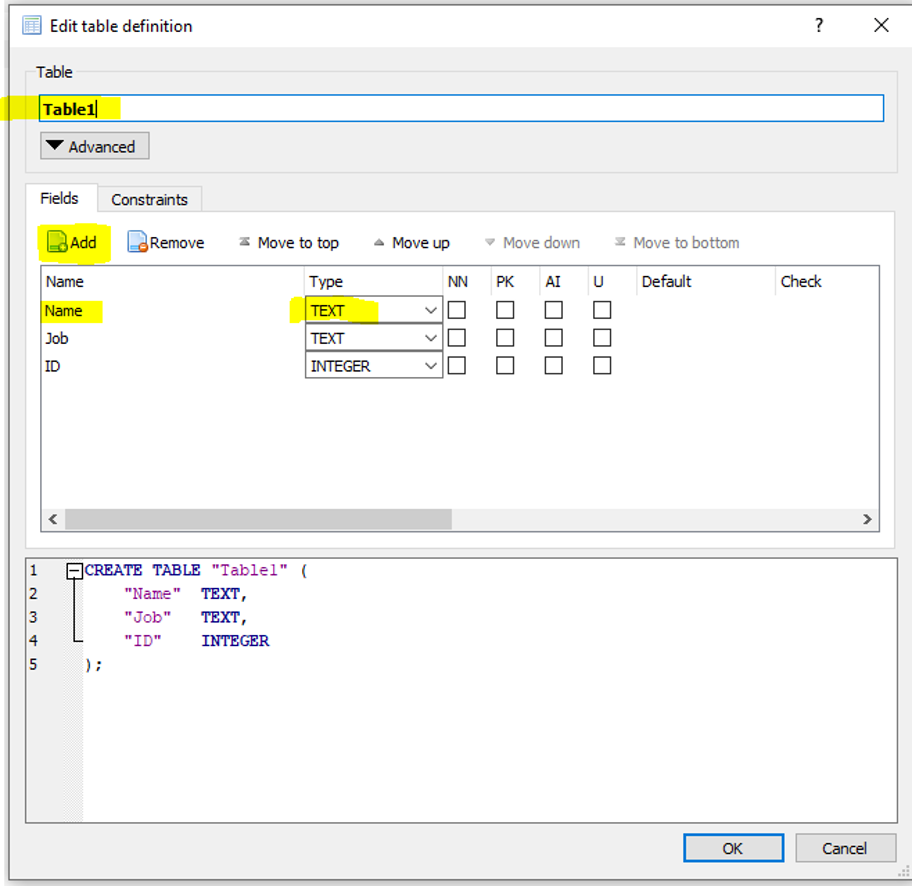 Edit table definition ?
Table
Table1
Advanced
Fields Constraints
Add Remove Move to top Move up Move down Move to bottom
Name Type NN PK AI U Default Check
Name TEXT
Job TEXT
ID INTEGER
1 CREATE TABLE "Table1" (
2 "Name" TEXT,
3 "Job" TEXT,
4 "ID" INTEGER
5 );
OK Cancel